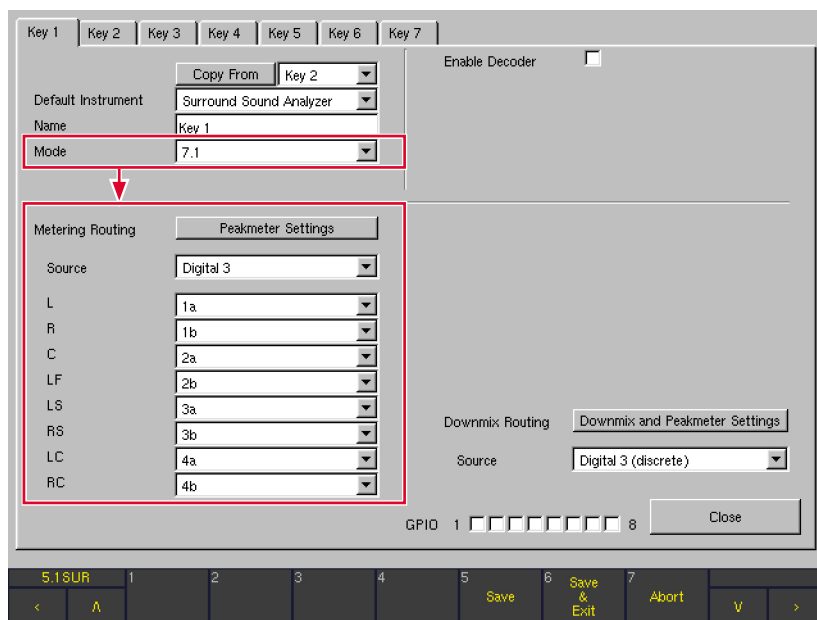 Key 1 Key 2 Key 3 Key 4 Key 5 Key 6 Key 7
Copy From Key 2
Default Instrument Surround Sound Analyzer
Name Key 1
Mode 7.1
Enable Decoder
Metering Routing Peakmeter Settings
Source Digital 3
L 1a
R 1b
C 2a
LF 2b
LS 3a
RS 3b
LC 4a
RC 4b
Downmix Routing Downmix and Peakmeter Settings
Source Digital 3 (discrete)
GPIO 1 8 Close
5.1SUR 1 2 3 4 5 Save 6 Save & Exit 7 Abort
< Λ V >